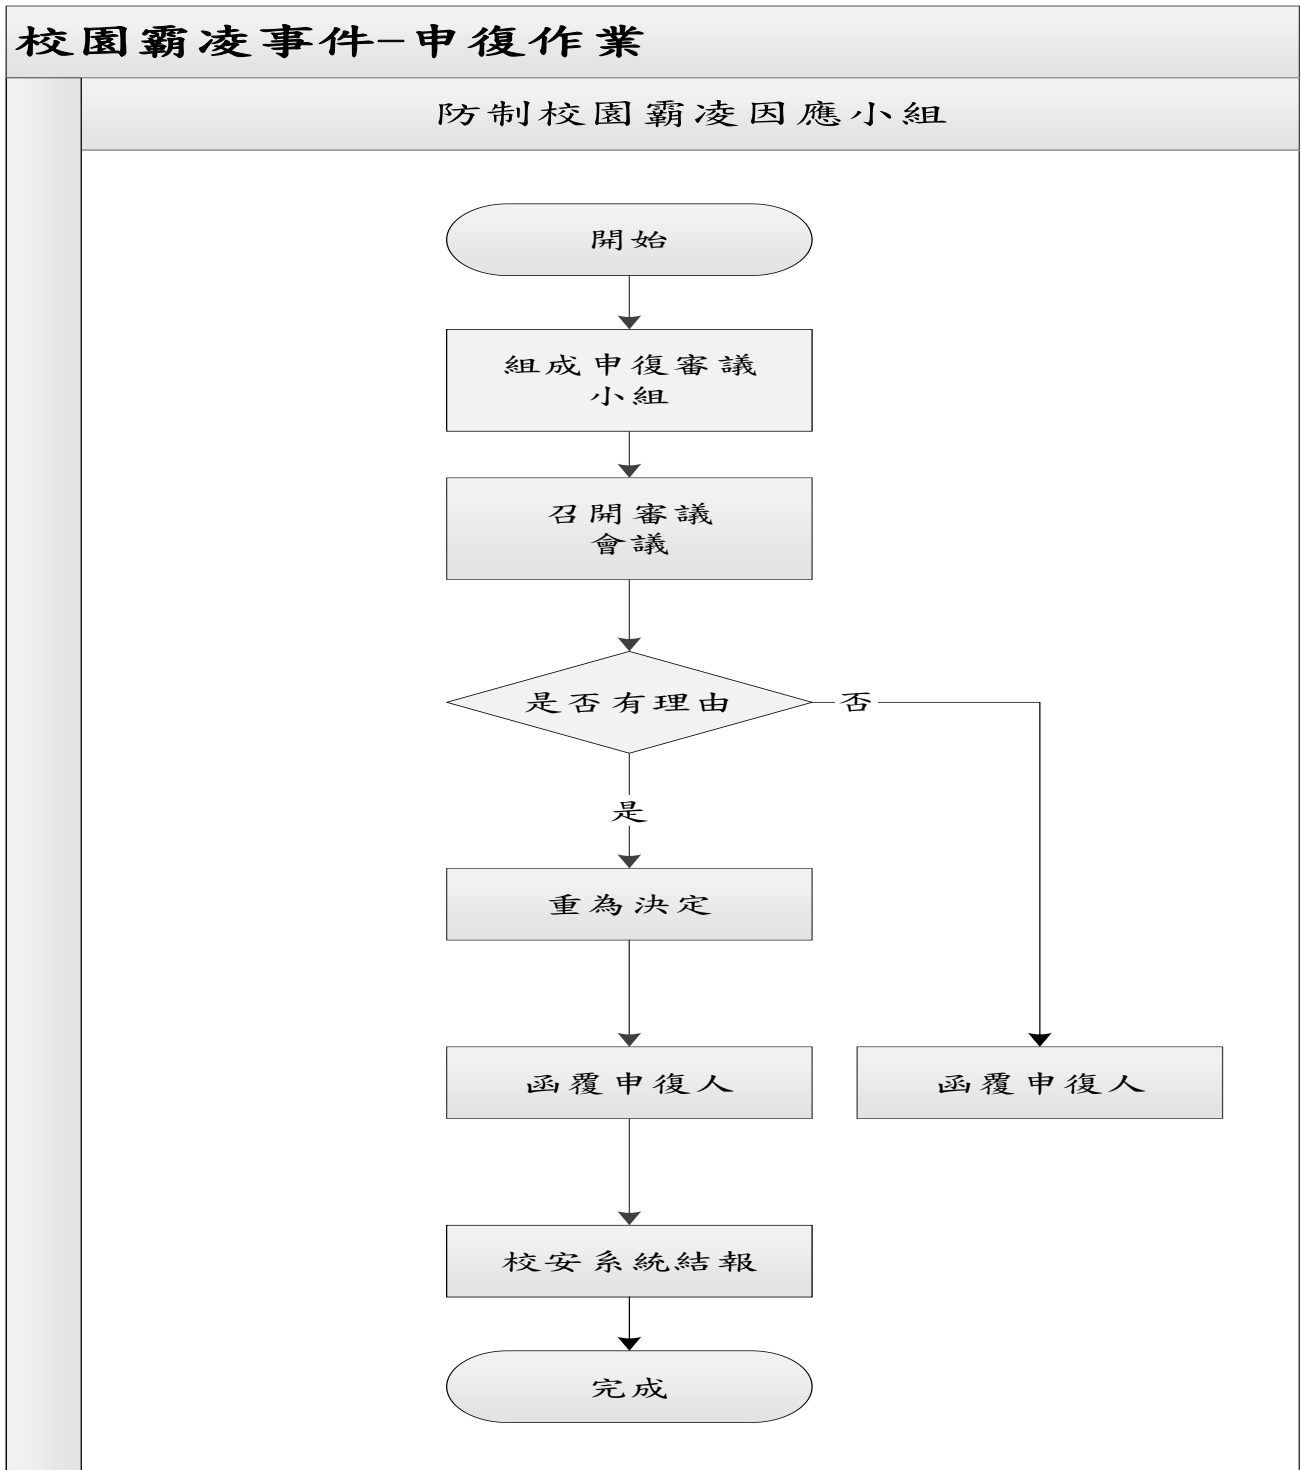 校園霸凌事件–申復作業
防制校園霸凌因應小組
開始
組成申復審議
小組
召開審議
會議
是否有理由
否
是
重為決定
函覆申復人
函覆申復人
校安系統結報
完成